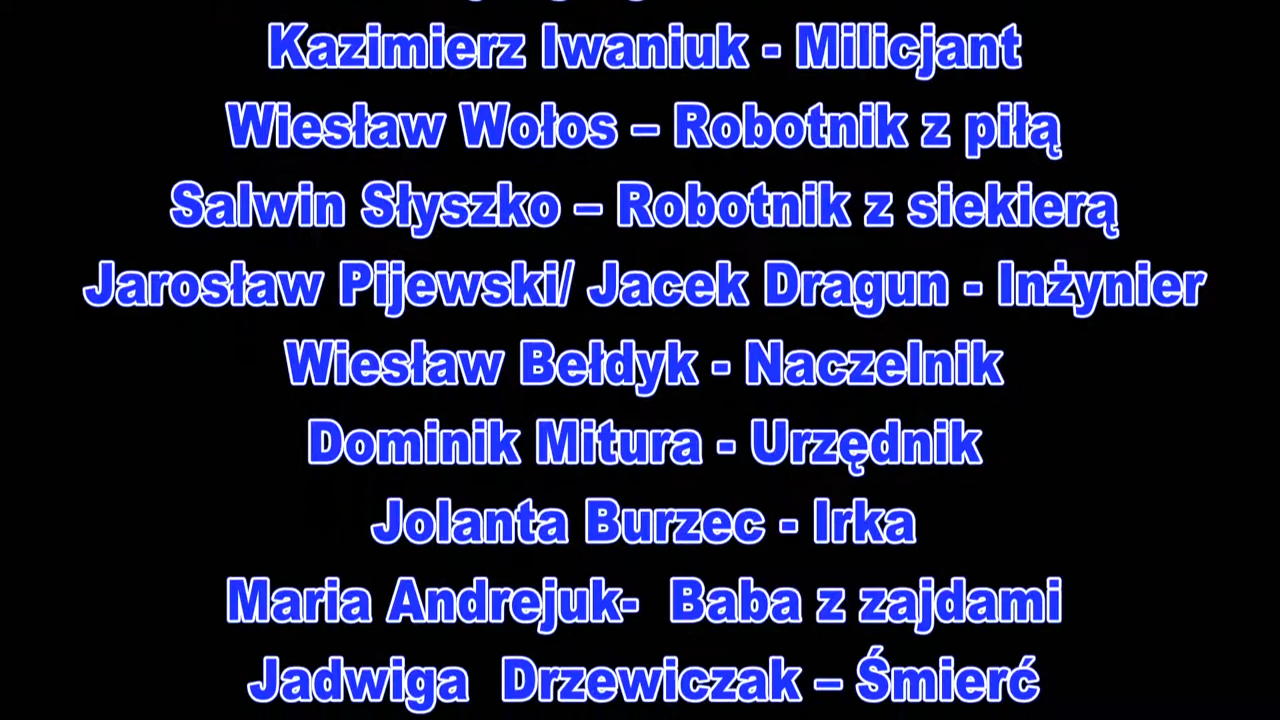 Kazimierz Iwaniuk - Milicjant
Wiesław Wołos – Robotnik z piłą
Salwin Słyszko – Robotnik z siekierą
Jarosław Pijewski/ Jacek Dragun - Inżynier
Wiesław Bełdyk - Naczelnik
Dominik Mitura - Urzędnik
Jolanta Burzec - Irka
Maria Andrejuk-  Baba z zajdami
Jadwiga  Drzewiczak – Śmierć